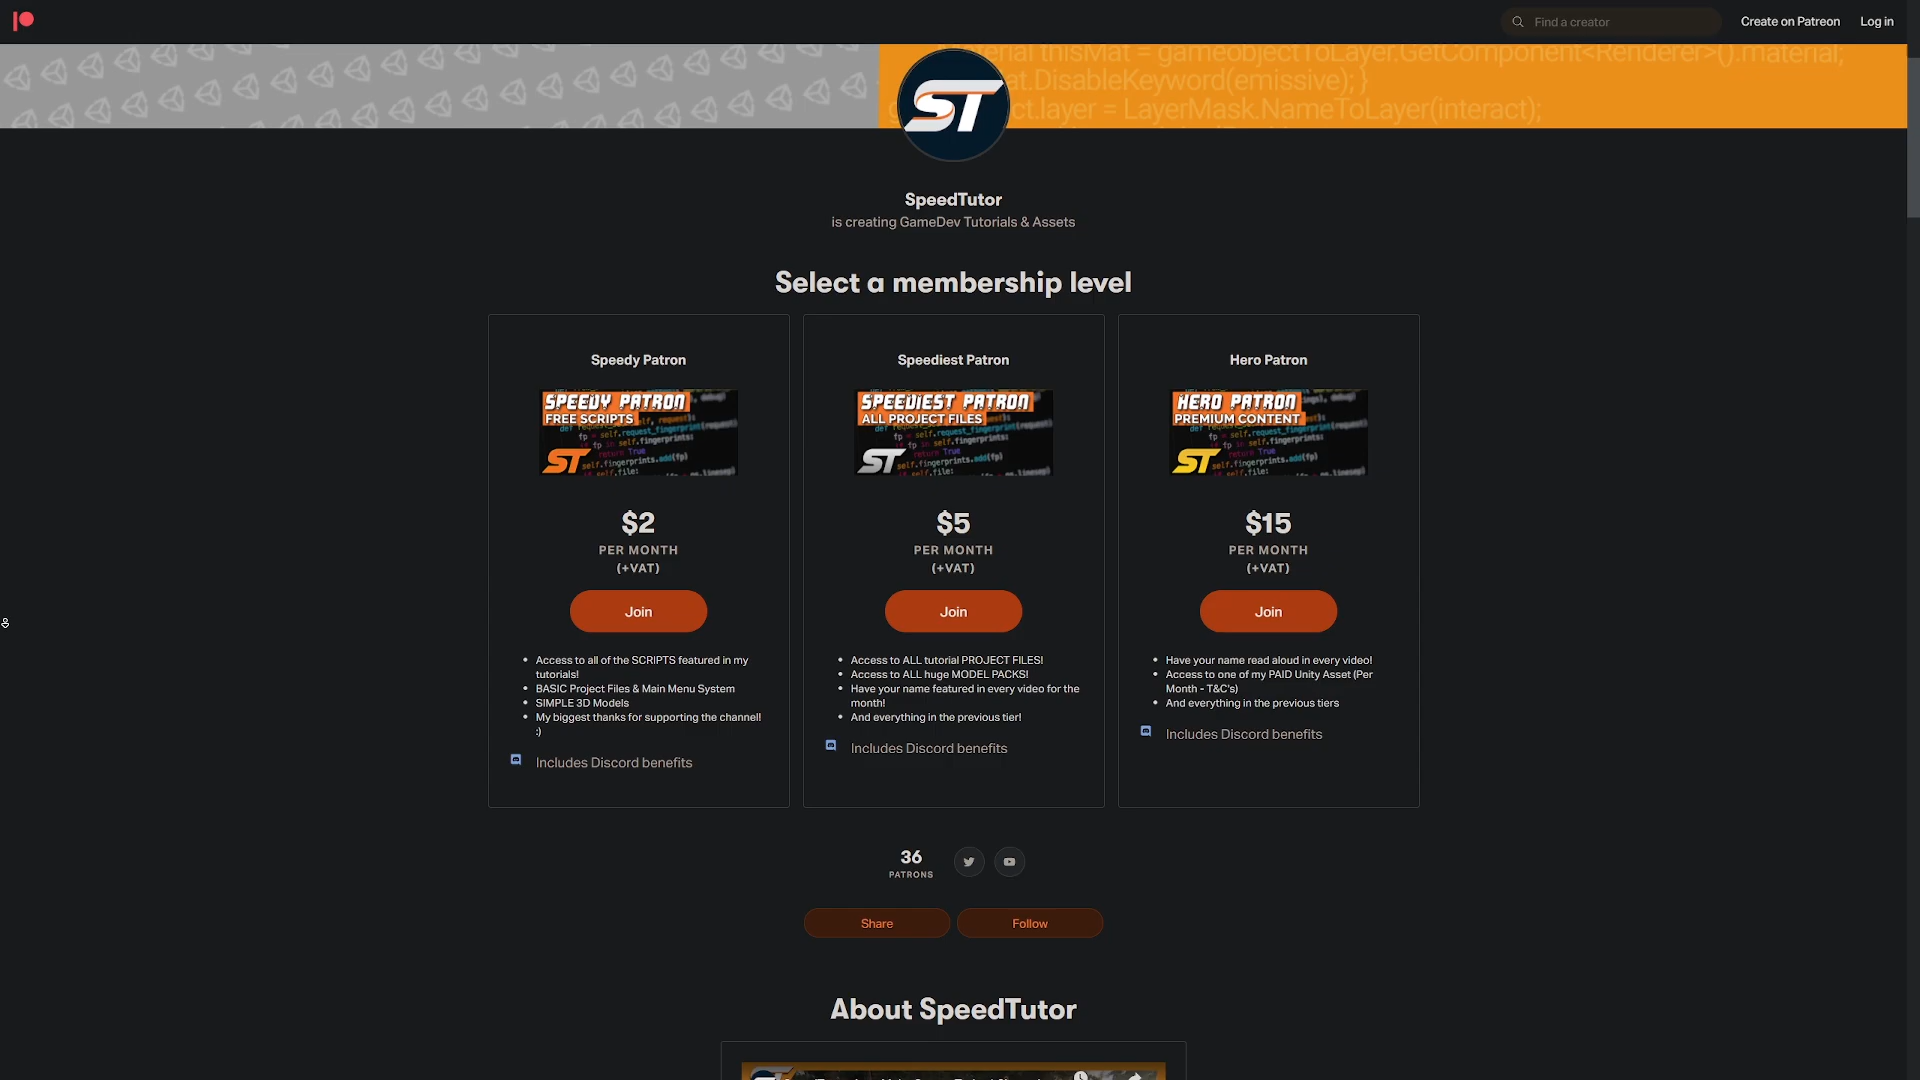 Find a creator
Create on Patreon
Log in
thisMat = gameobjectToLayer.GetComponent<Renderer>().material;
.DisableKeyword(emissive); }
.layer = LayerMask.NameToLayer(interact);
ST
SpeedTutor
is creating GameDev Tutorials & Assets
Select a membership level
Speedy Patron
SPEEDY PATRON
FREE SCRIPTS
ST
$2
PER MONTH
(+VAT)
Join
Access to all of the SCRIPTS featured in my
tutorials!
BASIC Project Files & Main Menu System
SIMPLE 3D Models
My biggest thanks for supporting the channel!
:)
Includes Discord benefits
Speediest Patron
SPEEDIEST PATRON
ALL PROJECT FILES
ST
$5
PER MONTH
(+VAT)
Join
Access to ALL tutorial PROJECT FILES!
Access to ALL huge MODEL PACKS!
Have your name featured in every video for the
month!
And everything in the previous tier!
Includes Discord benefits
Hero Patron
HERO PATRON
PREMIUM CONTENT
ST
$15
PER MONTH
(+VAT)
Join
Have your name read aloud in every video!
Access to one of my PAID Unity Asset (Per
Month - T&C's)
And everything in the previous tiers
Includes Discord benefits
36
PATRONS
Share
Follow
About SpeedTutor